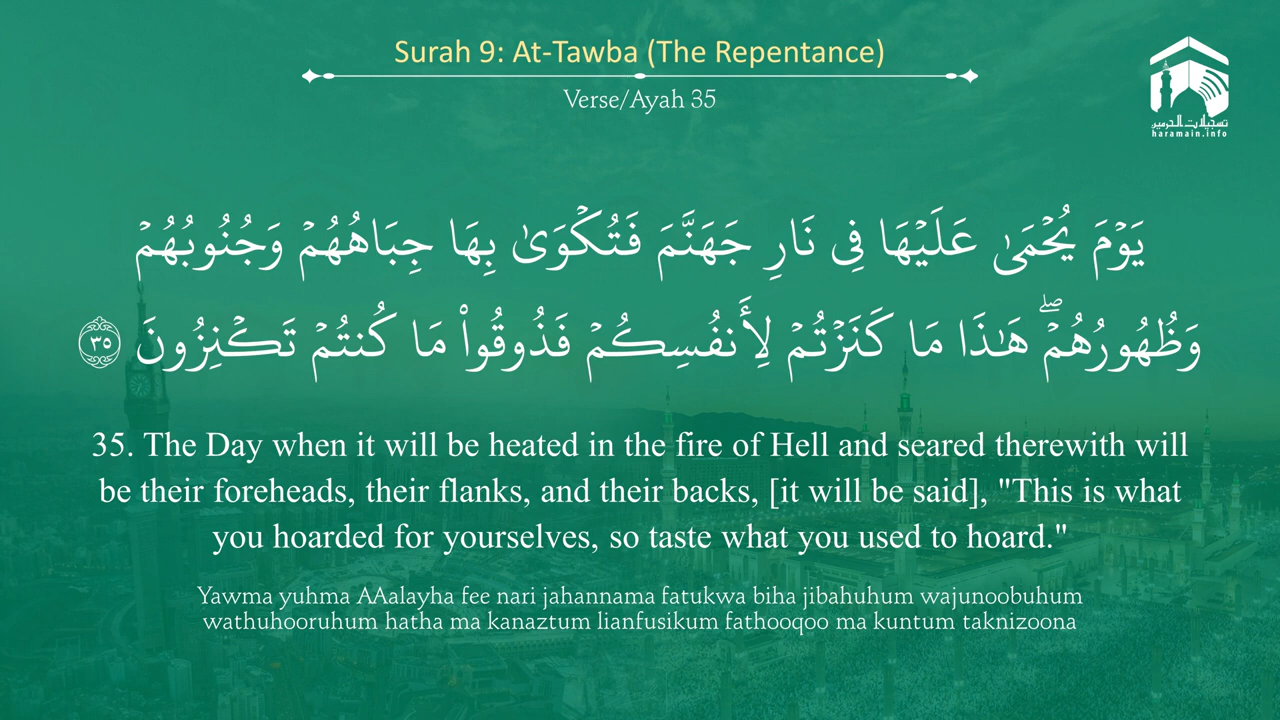 Surah 9: At-Tawba (The Repentance)
Verse/Ayah 35
تسجيلات الحرمين
haramain.info
يَوْمَ يُحْمَىٰ عَلَيْهَا فِى نَارِ جَهَنَّمَ فَتُكْوَىٰ بِهَا جِبَاهُهُمْ وَجُنُوبُهُمْ
وَظُهُورُهُمْ ۖ هَـٰذَا مَا كَنَزْتُمْ لِأَنفُسِكُمْ فَذُوقُوا۟ مَا كُنتُمْ تَكْنِزُونَ ٣٥
35. The Day when it will be heated in the fire of Hell and seared therewith will
be their foreheads, their flanks, and their backs, [it will be said], "This is what
you hoarded for yourselves, so taste what you used to hoard."
Yawma yuhma AAalayha fee nari jahannama fatukwa biha jibahuhum wajunoobuhum
wathuhooruhum hatha ma kanaztum lianfusikum fathooqoo ma kuntum taknizoona